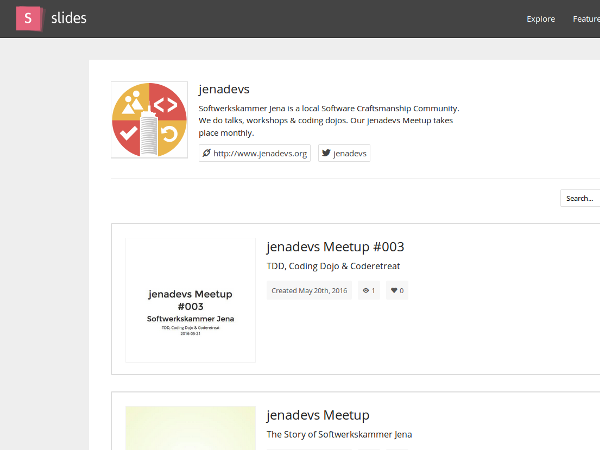 S slides
Explore
Feature
jenadevs
Softwerkskammer Jena is a local Software Craftsmanship Community.
We do talks, workshops & coding dojos. Our jenadevs Meetup takes
place monthly.
http://www.jenadevs.org
jenadevs
Search...
jenadevs Meetup
#003
Softwerkskammer Jena
TDD, Coding Dojo & Coderetreat
jenadevs Meetup #003
TDD, Coding Dojo & Coderetreat
Created May 20th, 2016
1
0
jenadevs Meetup
The Story of Softwerkskammer Jena